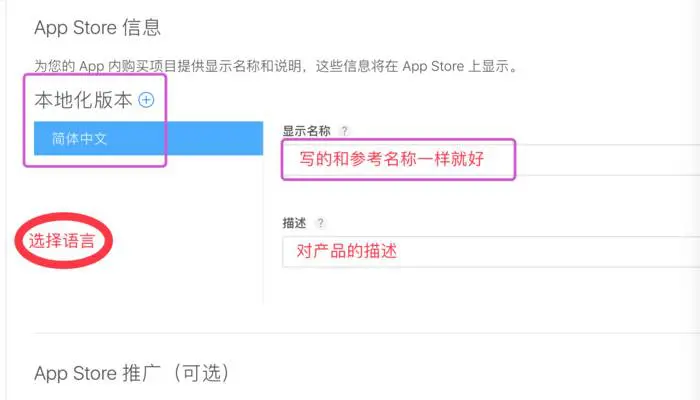 App Store 信息
为您的 App 内购买项目提供显示名称和说明，这些信息将在 App Store 上显示。
本地化版本
简体中文
显示名称 ?
写的和参考名称一样就好
选择语言
描述 ?
对产品的描述
App Store 推广（可选）